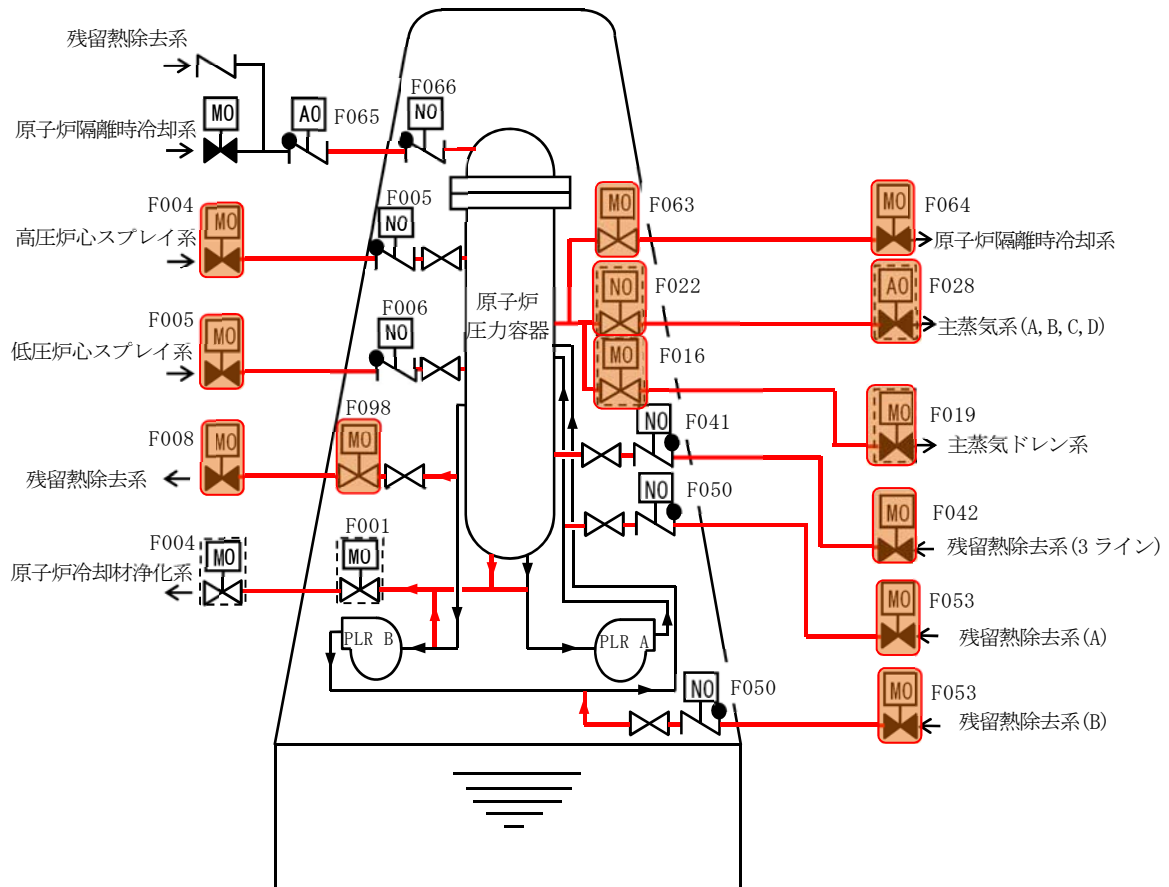 残留熱除去系
MO
AO
F065
NO
F066
原子炉隔離時冷却系
F004
MO
高圧炉心スプレイ系
NO
F005
F005
MO
低圧炉心スプレイ系
F006
NO
F008
MO
残留熱除去系
F098
MO
F004
MO
原子炉冷却材浄化系
F001
MO
原子炉
圧力容器
PLR B
PLR A
MO
F063
MO
F064
原子炉隔離時冷却系
NO
F022
AO
F028
主蒸気系(A,B,C,D)
MO
F016
MO
F019
主蒸気ドレン系
NO
F041
MO
F042
残留熱除去系(3 ライン)
NO
F050
MO
F053
残留熱除去系(A)
NO
F050
MO
F053
残留熱除去系(B)